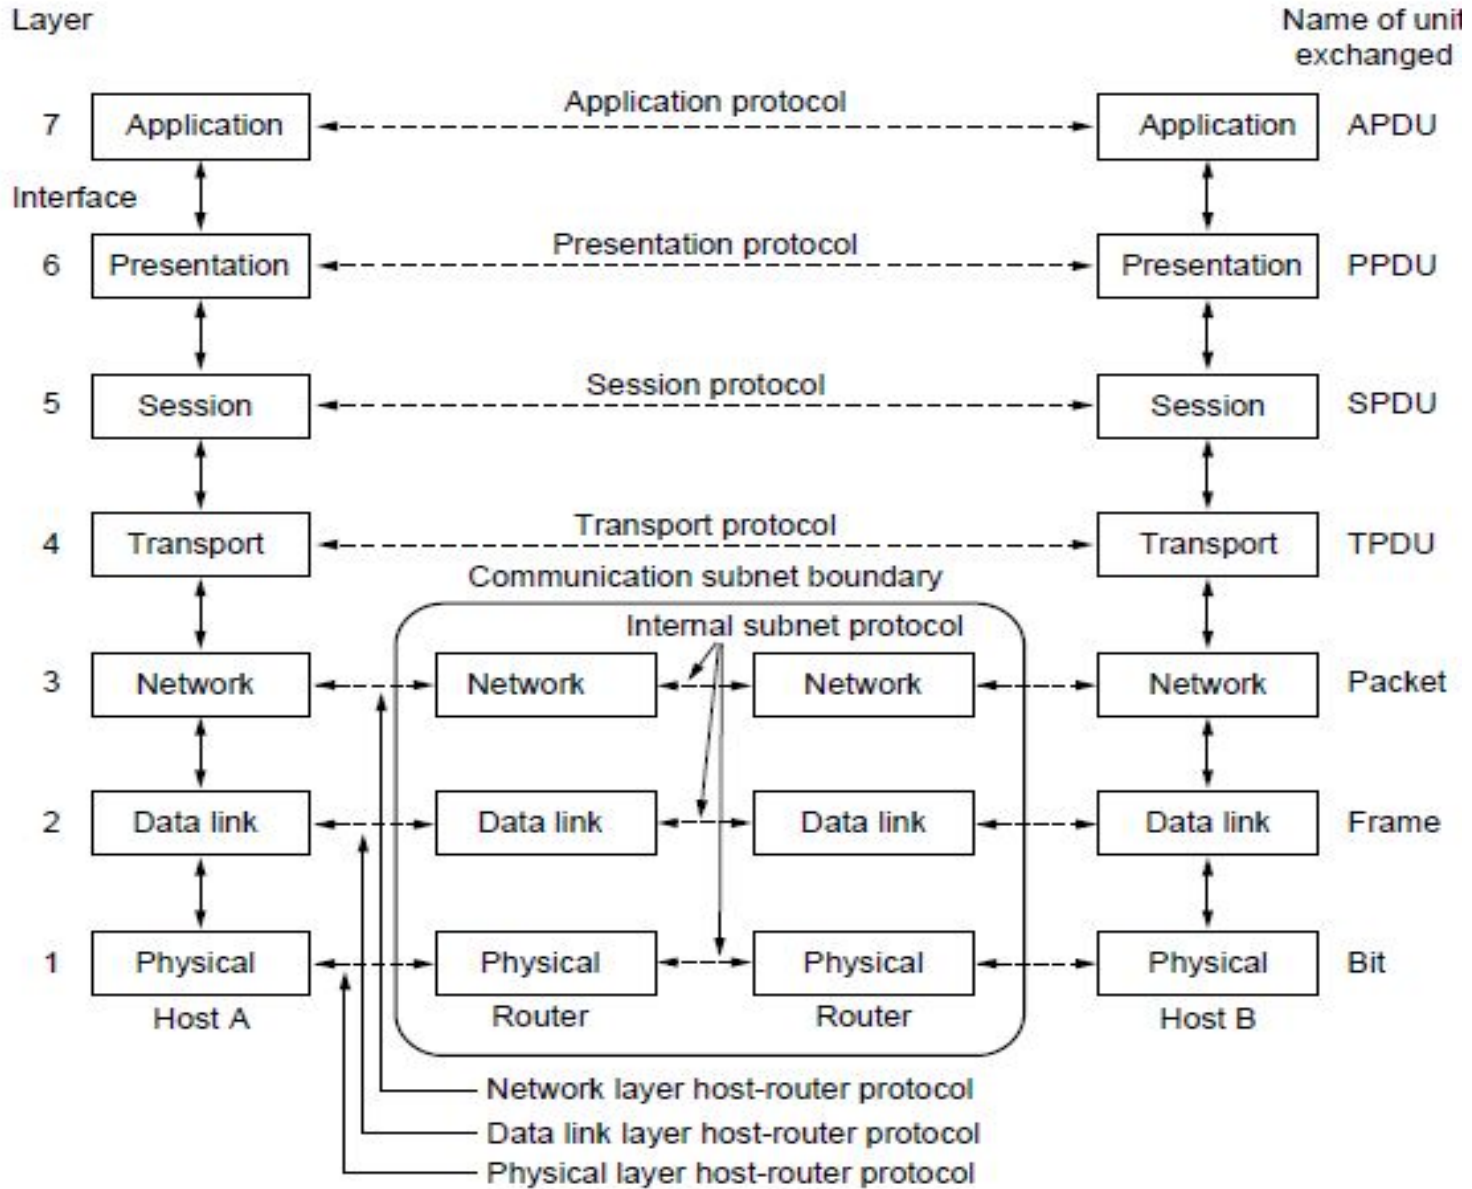 Layer
Name of unit
exchanged
7
Application
Application protocol
Application
APDU
Interface
6
Presentation
Presentation protocol
Presentation
PPDU
5
Session
Session protocol
Session
SPDU
4
Transport
Transport protocol
Transport
TPDU
Communication subnet boundary
Internal subnet protocol
3
Network
Network
Network
Network
Packet
2
Data link
Data link
Data link
Data link
Frame
1
Physical
Physical
Physical
Physical
Bit
Host A
Router
Router
Host B
Network layer host-router protocol
Data link layer host-router protocol
Physical layer host-router protocol